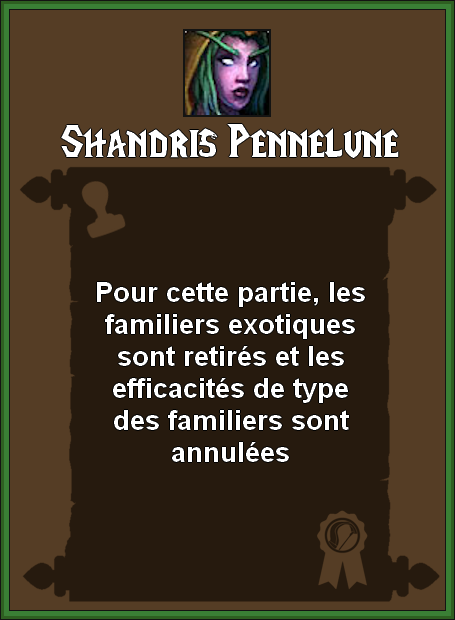 Shandris Pennelune
Pour cette partie, les
familiers exotiques
sont retirés et les
efficacités de type
des familiers sont
annulées